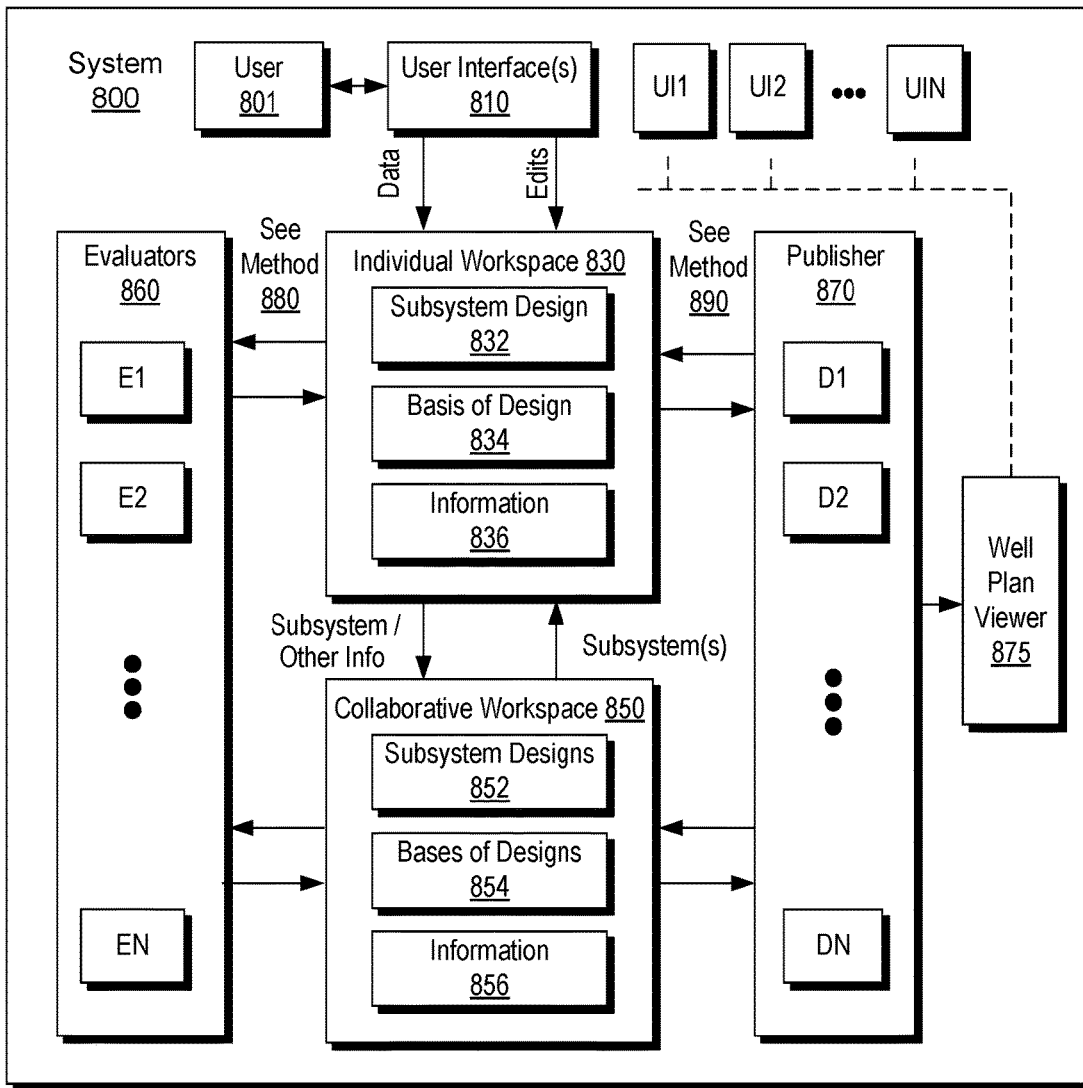 System
800
User
801
User Interface(s)
810
UI1
UI2
UIN
Data
Edits
Evaluators
860
E1
E2
EN
See
Method
880
Individual Workspace 830
Subsystem Design
832
Basis of Design
834
Information
836
See
Method
890
Publisher
870
D1
D2
DN
Well
Plan
Viewer
875
Subsystem /
Other Info
Subsystem(s)
Collaborative Workspace 850
Subsystem Designs
852
Bases of Designs
854
Information
856